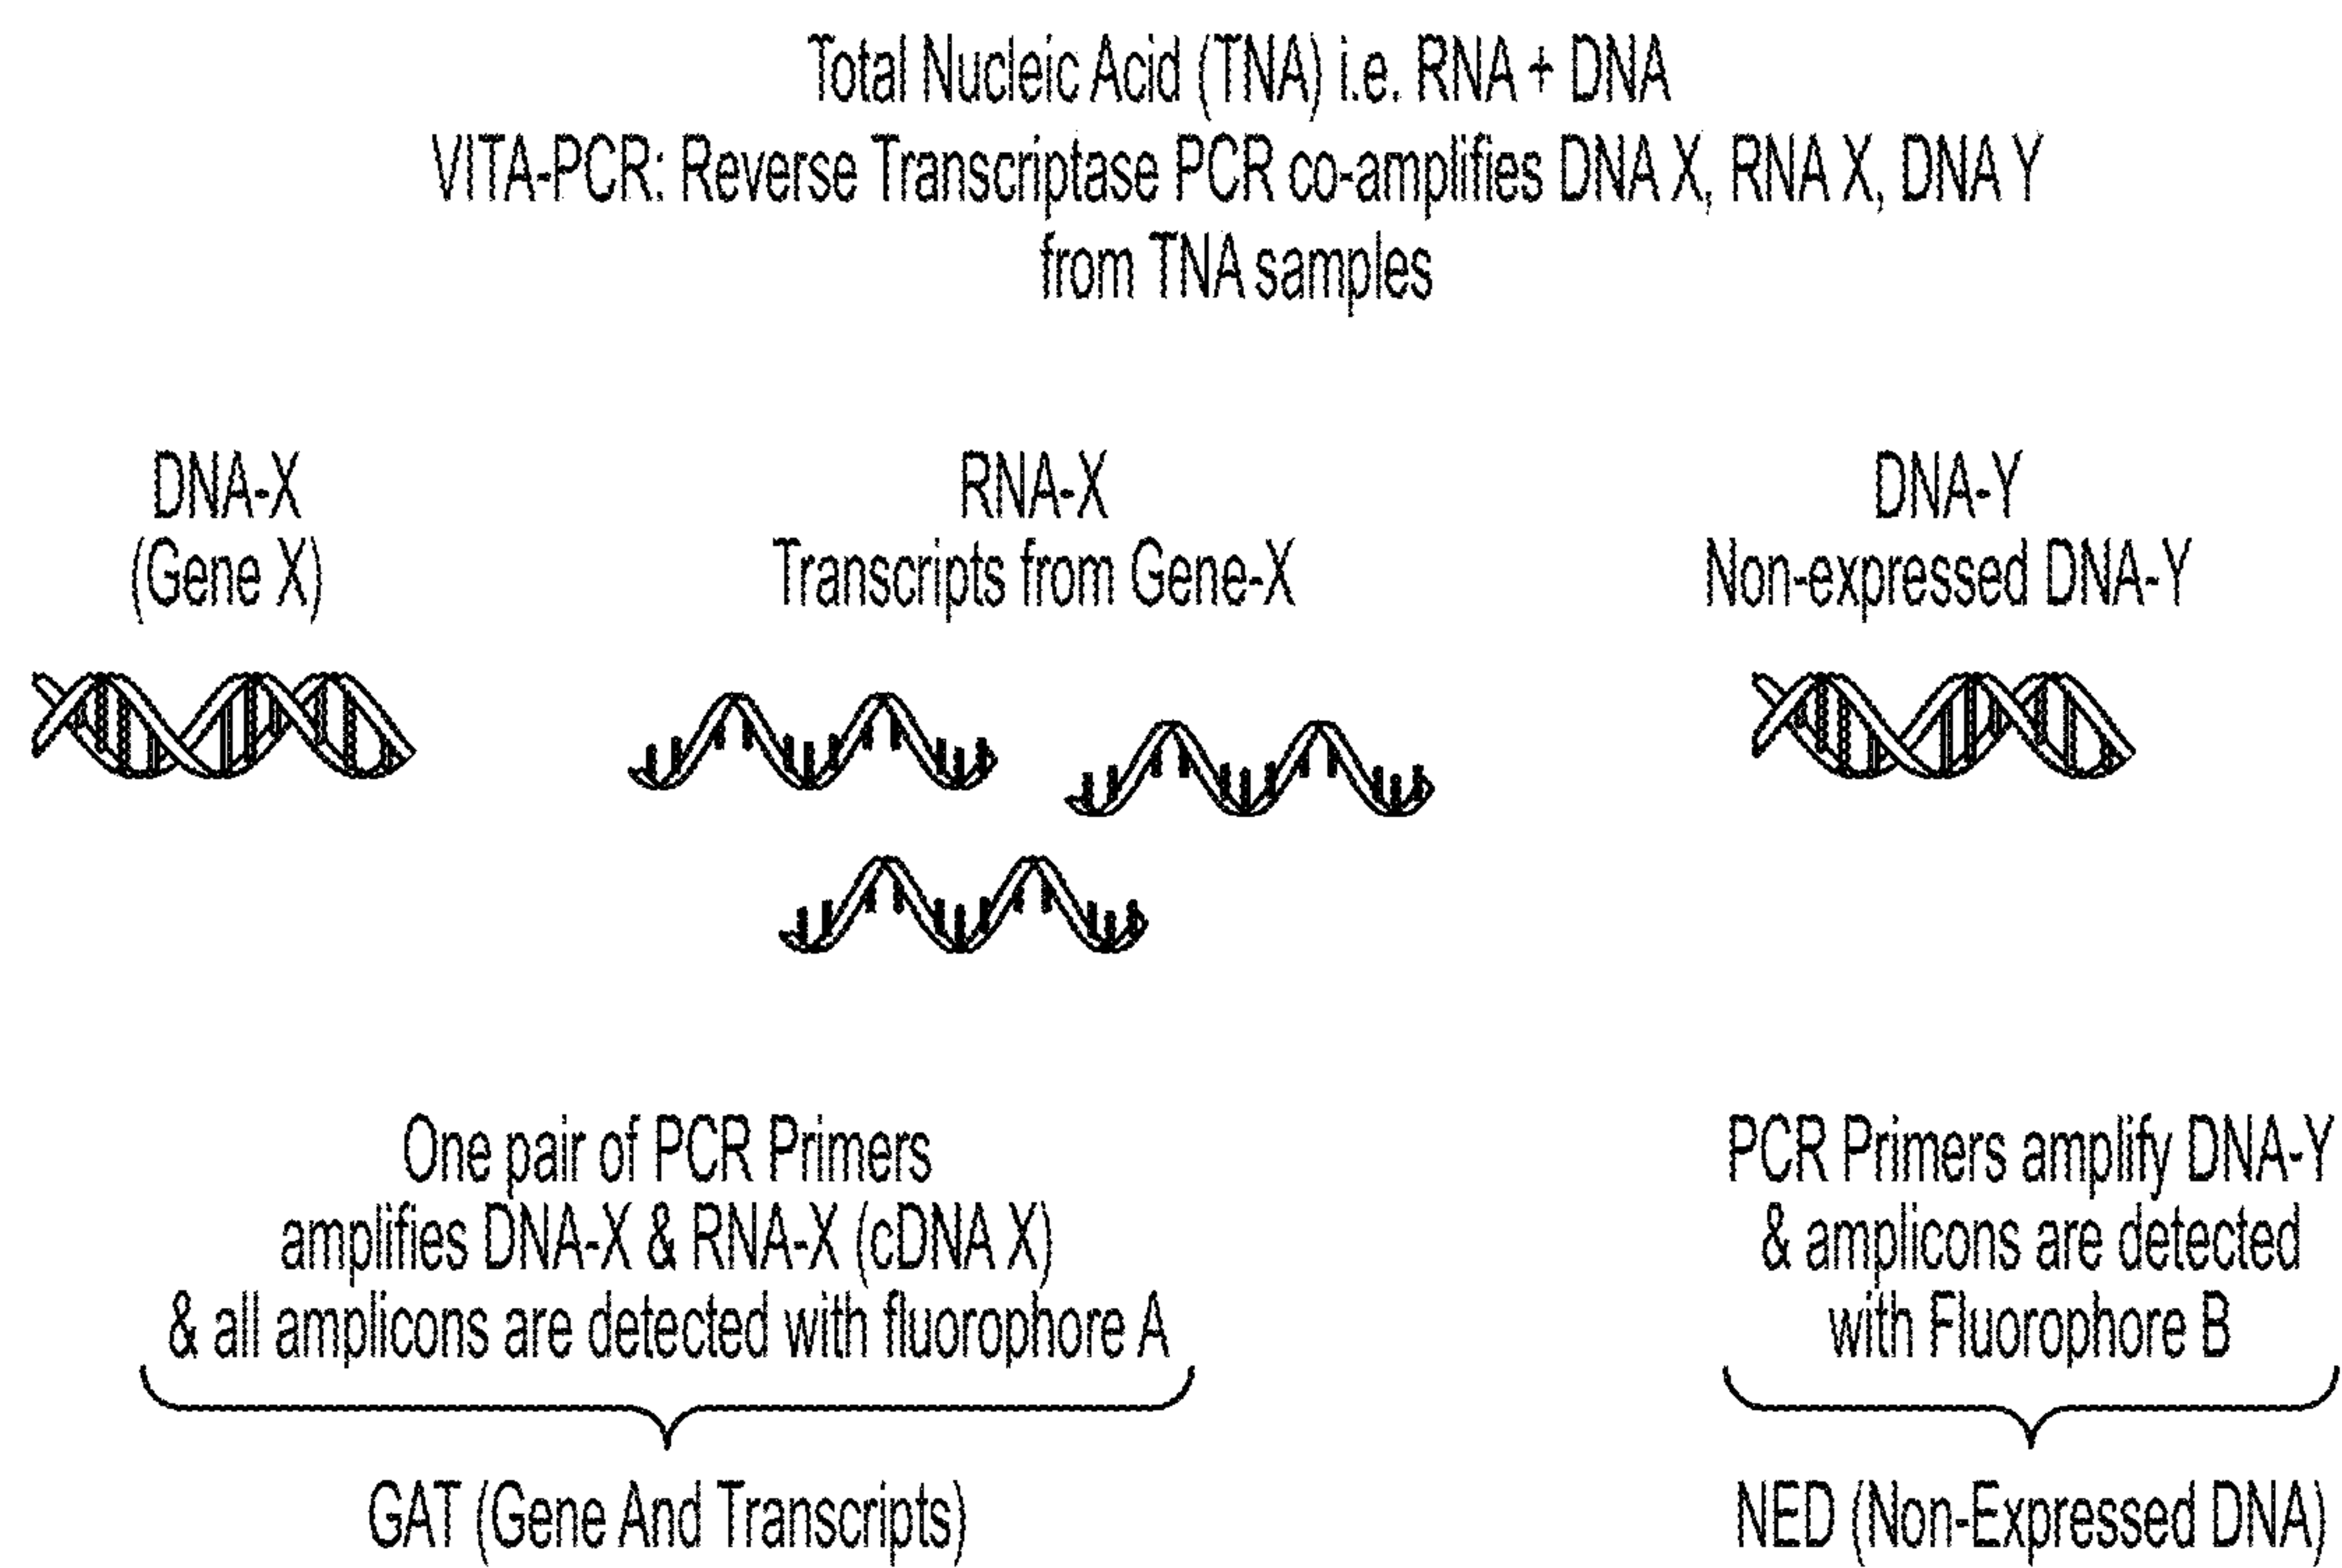 Total Nucleic Acid (TNA) i.e. RNA + DNA
VITA-PCR: Reverse Transcriptase PCR co-amplifies DNA X, RNA X, DNA Y
from TNA samples
DNA-X
(Gene X)
RNA-X
Transcripts from Gene-X
DNA-Y
Non-expressed DNA-Y
One pair of PCR Primers
amplifies DNA-X & RNA-X (cDNA X)
& all amplicons are detected with fluorophore A
GAT (Gene And Transcripts)
PCR Primers amplify DNA-Y
& amplicons are detected
with Fluorophore B
NED (Non-Expressed DNA)